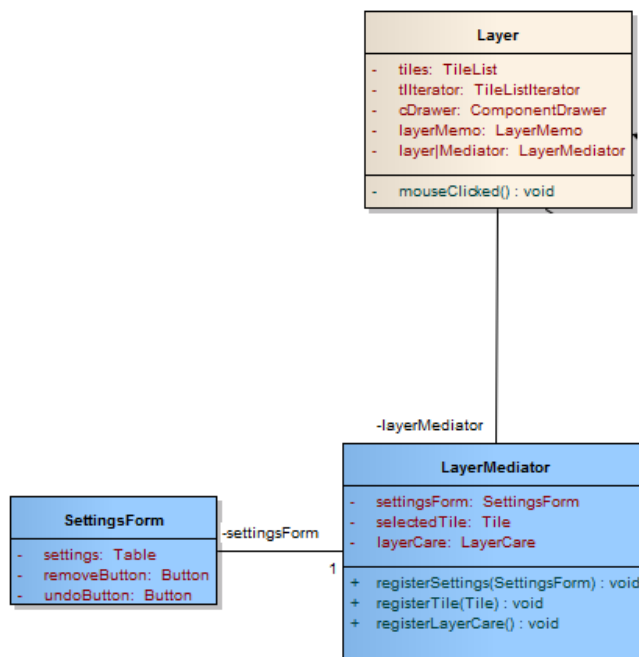 Layer
- tiles: TileList
- tlIterator: TileListIterator
- cDrawer: ComponentDrawer
- layerMemo: LayerMemo
- layer|Mediator: LayerMediator
- mouseClicked() : void
-layerMediator
LayerMediator
- settingsForm: SettingsForm
- selectedTile: Tile
- layerCare: LayerCare
+ registerSettings(SettingsForm) : void
+ registerTile(Tile) : void
+ registerLayerCare() : void
SettingsForm
- settings: Table
- removeButton: Button
- undoButton: Button
-settingsForm
1